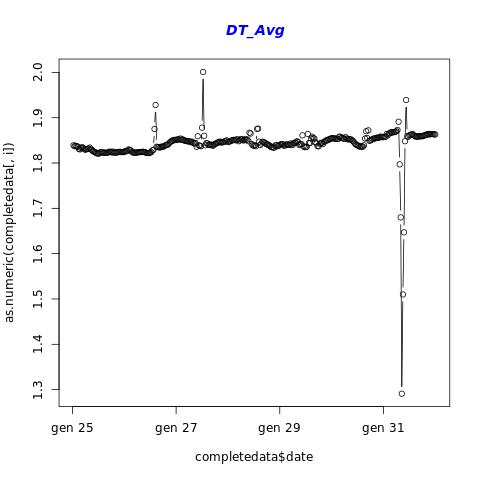 DT_Avg
as.numeric(completedata[, i])
2.0
1.9
1.8
1.7
1.6
1.5
1.4
1.3
gen 25 gen 27 gen 29 gen 31
completedata$date